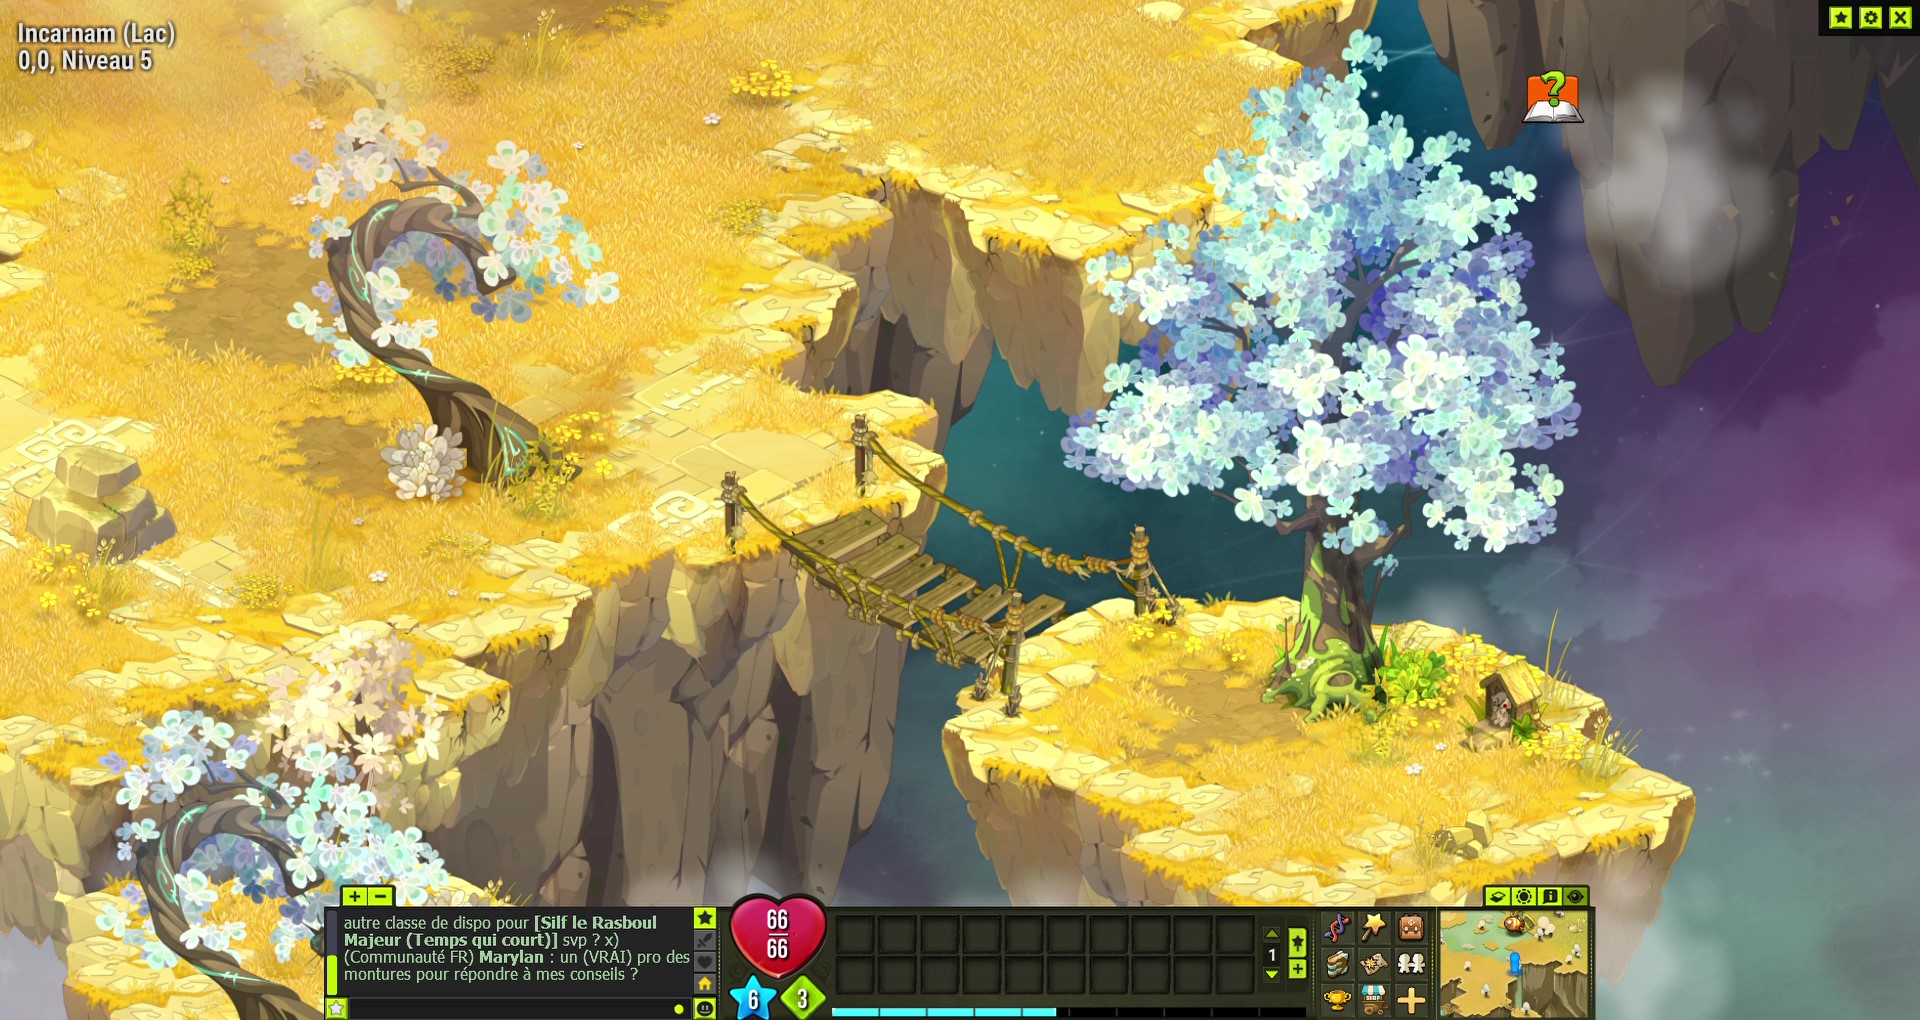 Incarnam (Lac)
0,0, Niveau 5
autre classe de dispo pour [Silf le Rasboul
Majeur (Temps qui court)] svp ? x)
(Communauté FR) Marylan : un (VRAI) pro des
montures pour répondre à mes conseils ?
66
66
6
3
1
SHOP